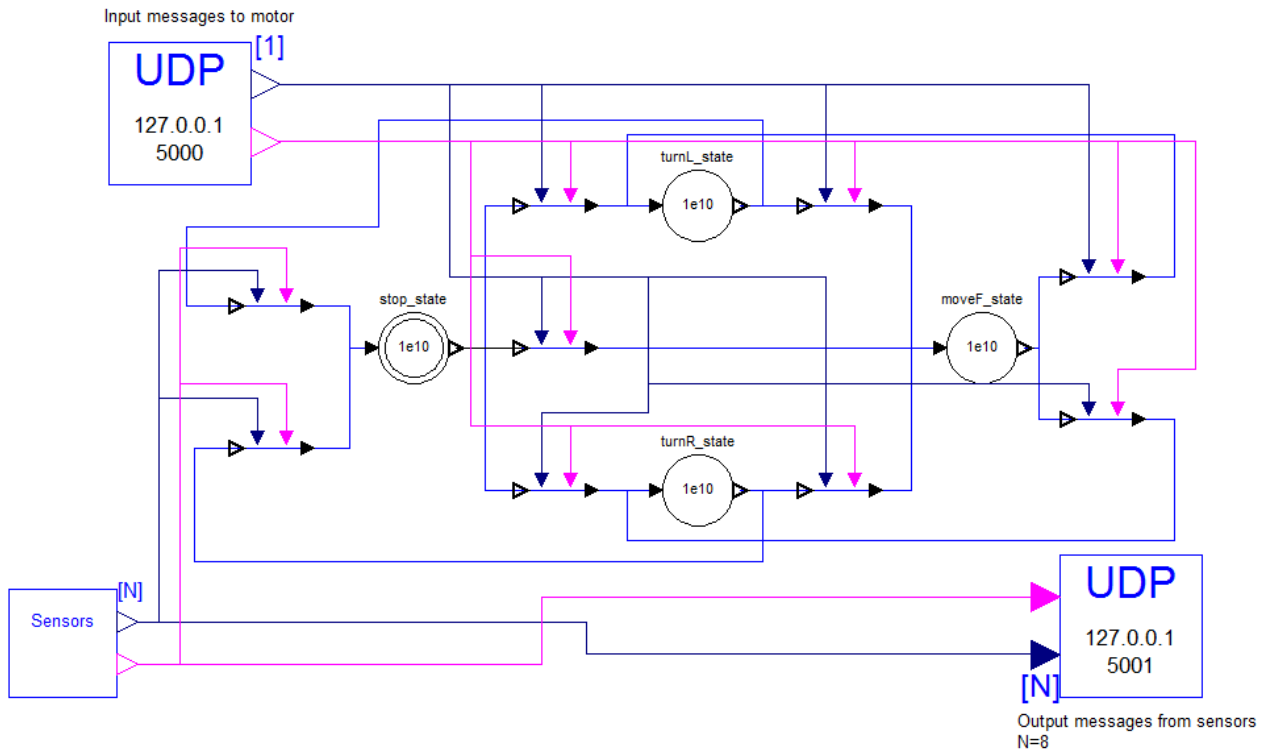 Input messages to motor
[1]
UDP
127.0.0.1
5000
turnL_state
1e10
stop_state
1e10
moveF_state
1e10
turnR_state
1e10
[N]
Sensors
UDP
127.0.0.1
5001
[N]
Output messages from sensors
N=8